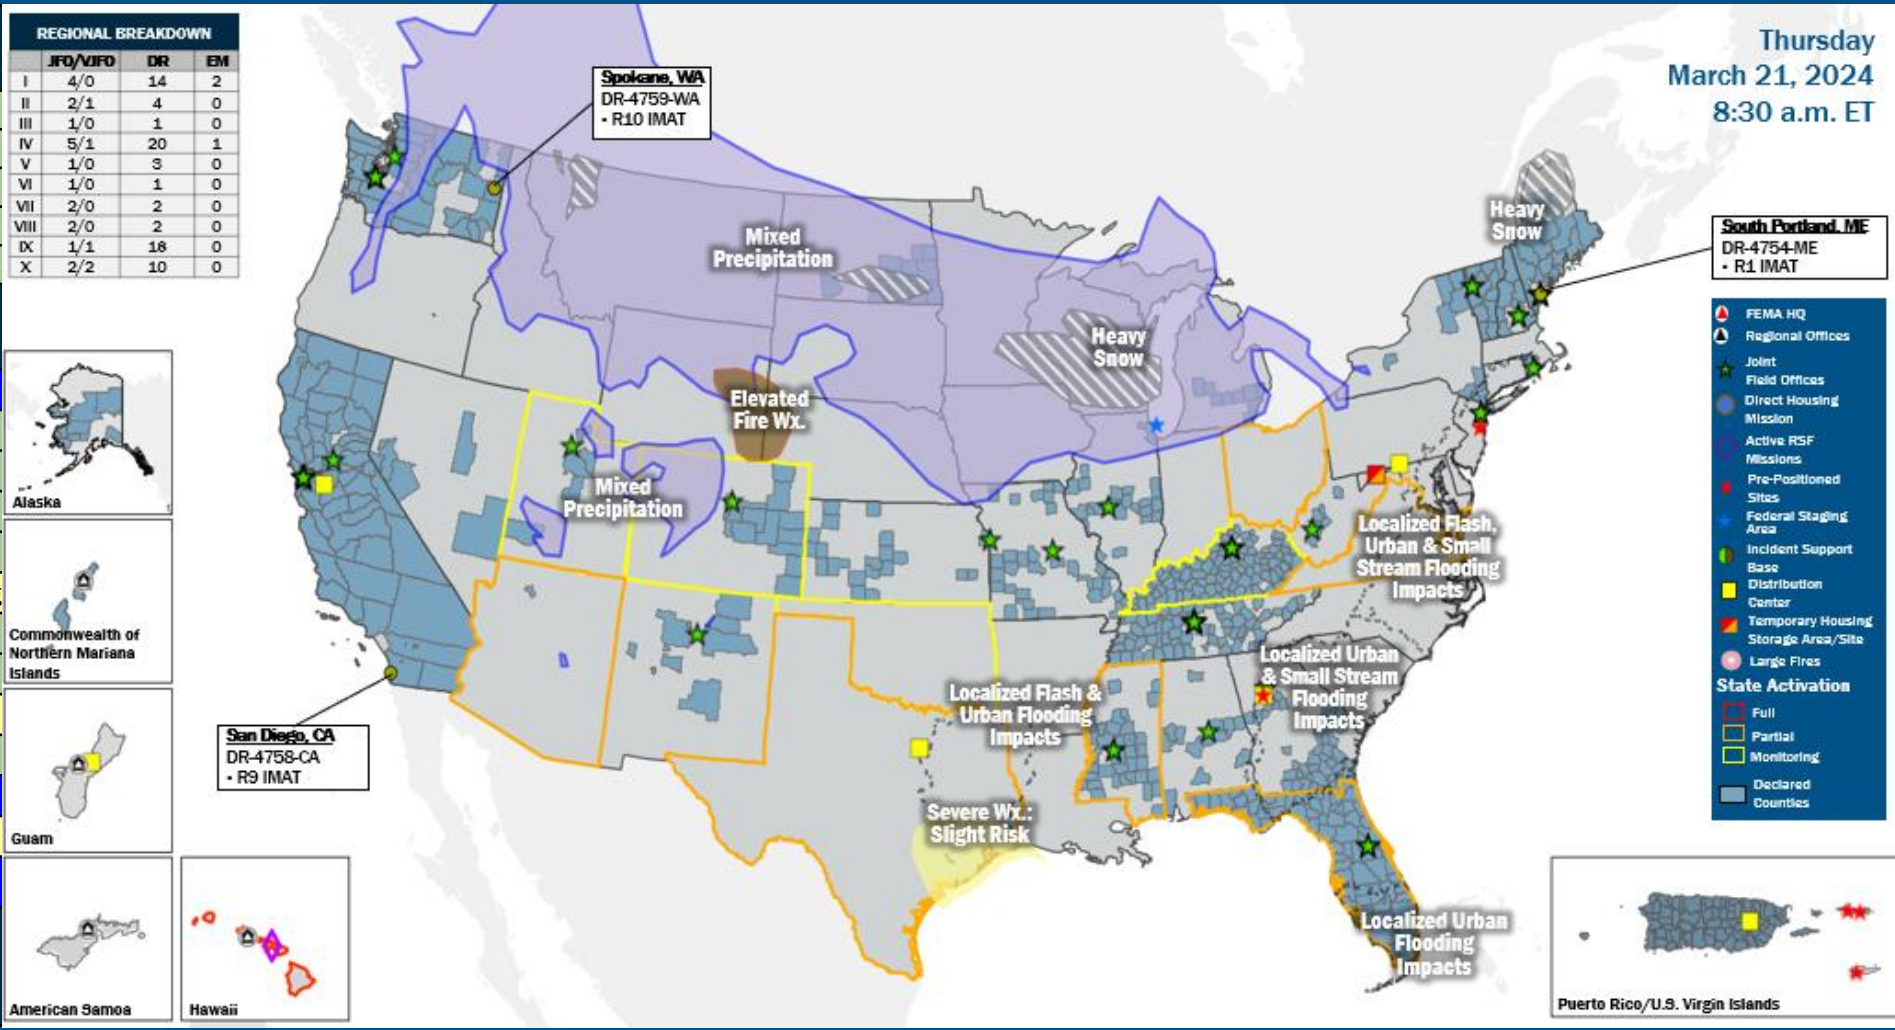 REGIONAL BREAKDOWN
JFO/VJFO DR EM
I 4/0 14 2
II 2/1 4 0
III 1/0 1 0
IV 5/1 20 1
V 1/0 3 0
VI 1/0 1 0
VII 2/0 2 0
VIII 2/0 2 0
IX 1/1 18 0
X 2/2 10 0
Thursday
March 21, 2024
8:30 a.m. ET
Spokane, WA
DR-4759-WA
- R10 IMAT
Heavy
Snow
South Portland, ME
DR-4754-ME
- R1 IMAT
Mixed
Precipitation
Heavy
Snow
Elevated
Fire Wx.
Mixed
Precipitation
Localized Flash,
Urban & Small
Stream Flooding
Impacts
Localized Urban
& Small Stream
Flooding
Impacts
Localized Flash &
Urban Flooding
Impacts
Severe Wx.:
Slight Risk
Localized Urban
Flooding
Impacts
San Diego, CA
DR-4758-CA
- R9 IMAT
Alaska
Commonwealth of
Northern Mariana
Islands
Guam
American Samoa
Hawaii
Puerto Rico/U.S. Virgin Islands
FEMA HQ
Regional Offices
Joint
Field Offices
Direct Housing
Mission
Active RSF
Missions
Pre-Positioned
Sites
Federal Staging
Area
Incident Support
Base
Distribution
Center
Temporary Housing
Storage Area/Site
Large Fires
State Activation
Full
Partial
Monitoring
Declared
Counties